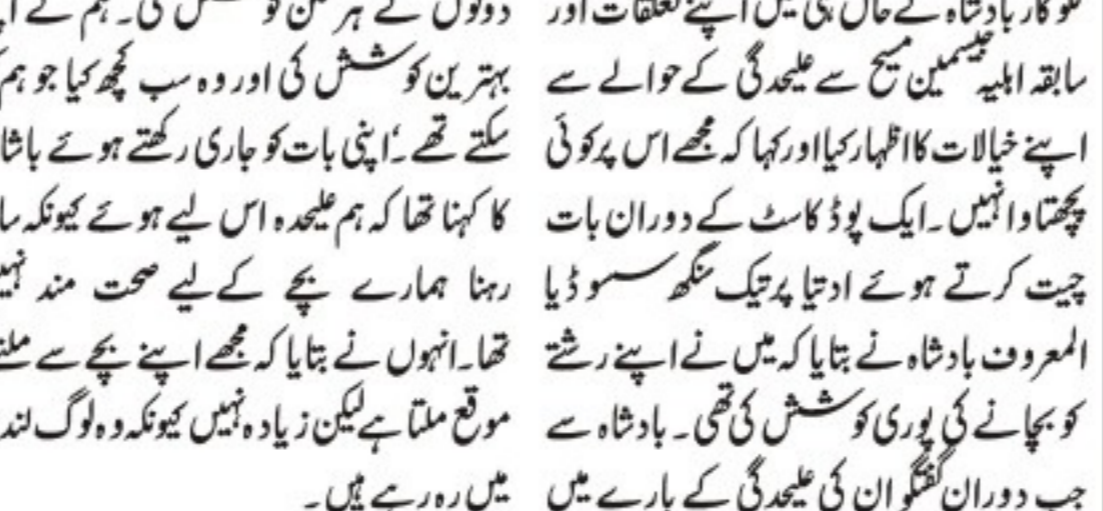 گلوکار بادشاہ نے حال ہی میں اپنے تعلقات اور
سابقہ اہلیہ جیسمین مسیح سے علیحدگی کے حوالے سے
اپنے خیالات کا اظہار کیا اور کہا کہ مجھے اس پر کوئی
پچھتاوا نہیں ۔ ایک پوڈ کاسٹ کے دوران بات
چیت کرتے ہوئے ادتیا پرتیک سنگھ سسوڈیا
المعروف بادشاہ نے بتایا کہ میں نے اپنے رشتے
کو بچانے کی پوری کوشش کی تھی ۔ بادشاہ سے
جب دوران گفتگو ان کی علیحدگی کے بارے میں
دونوں نے ہر ممکن کوشش کی ۔ ہم نے
بہترین کوشش کی اور وہ سب کچھ کیا جو ہم
سکتے تھے ۔‘ اپنی بات کو جاری رکھتے ہوئے باشا
کا کہنا تھا کہ ہم علیحدہ اس لیے ہوئے کیونکہ سا
رہنا ہمارے بچے کے لیے صحت مند نہیں
تھا ۔ انہوں نے بتایا کہ مجھے اپنے بچے سے ملنے
موقع ملتا ہے لیکن زیادہ نہیں کیونکہ وہ لوگ لند
میں رہ رہے ہیں ۔